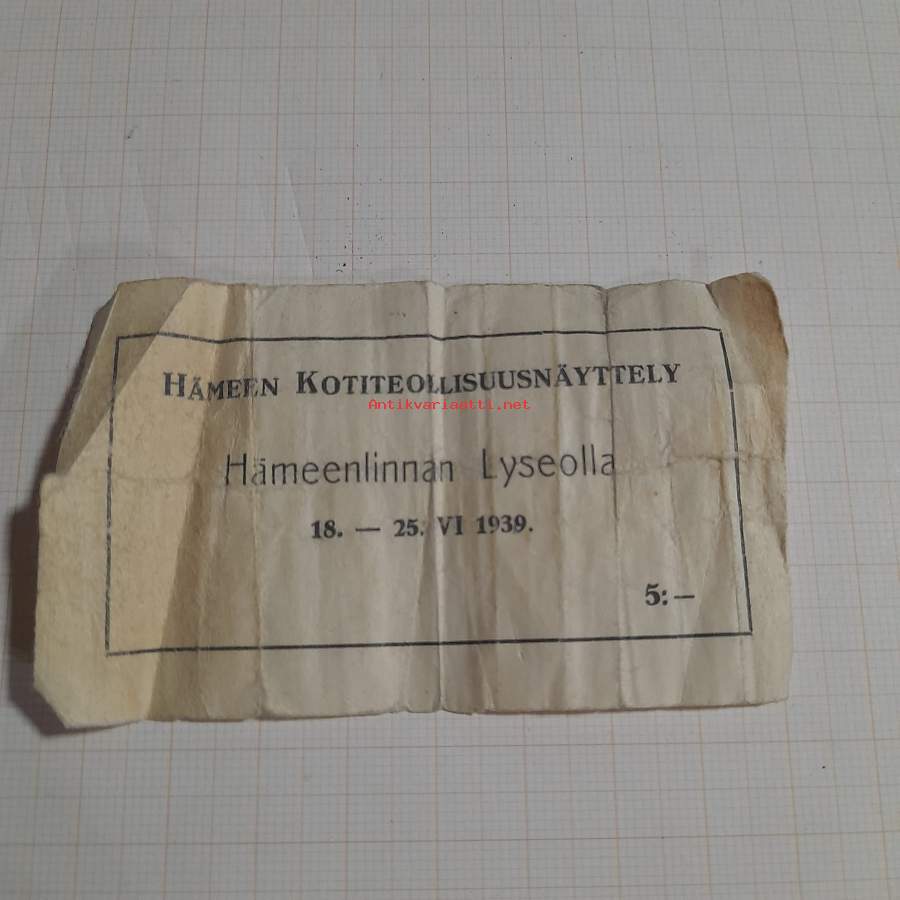 HÄMEEN KOTITEOLLISUUSNÄYTTELY
Antikvariaatti.net
Hämeenlinnan Lyseolla
18. — 25. VI 1939.
5:—